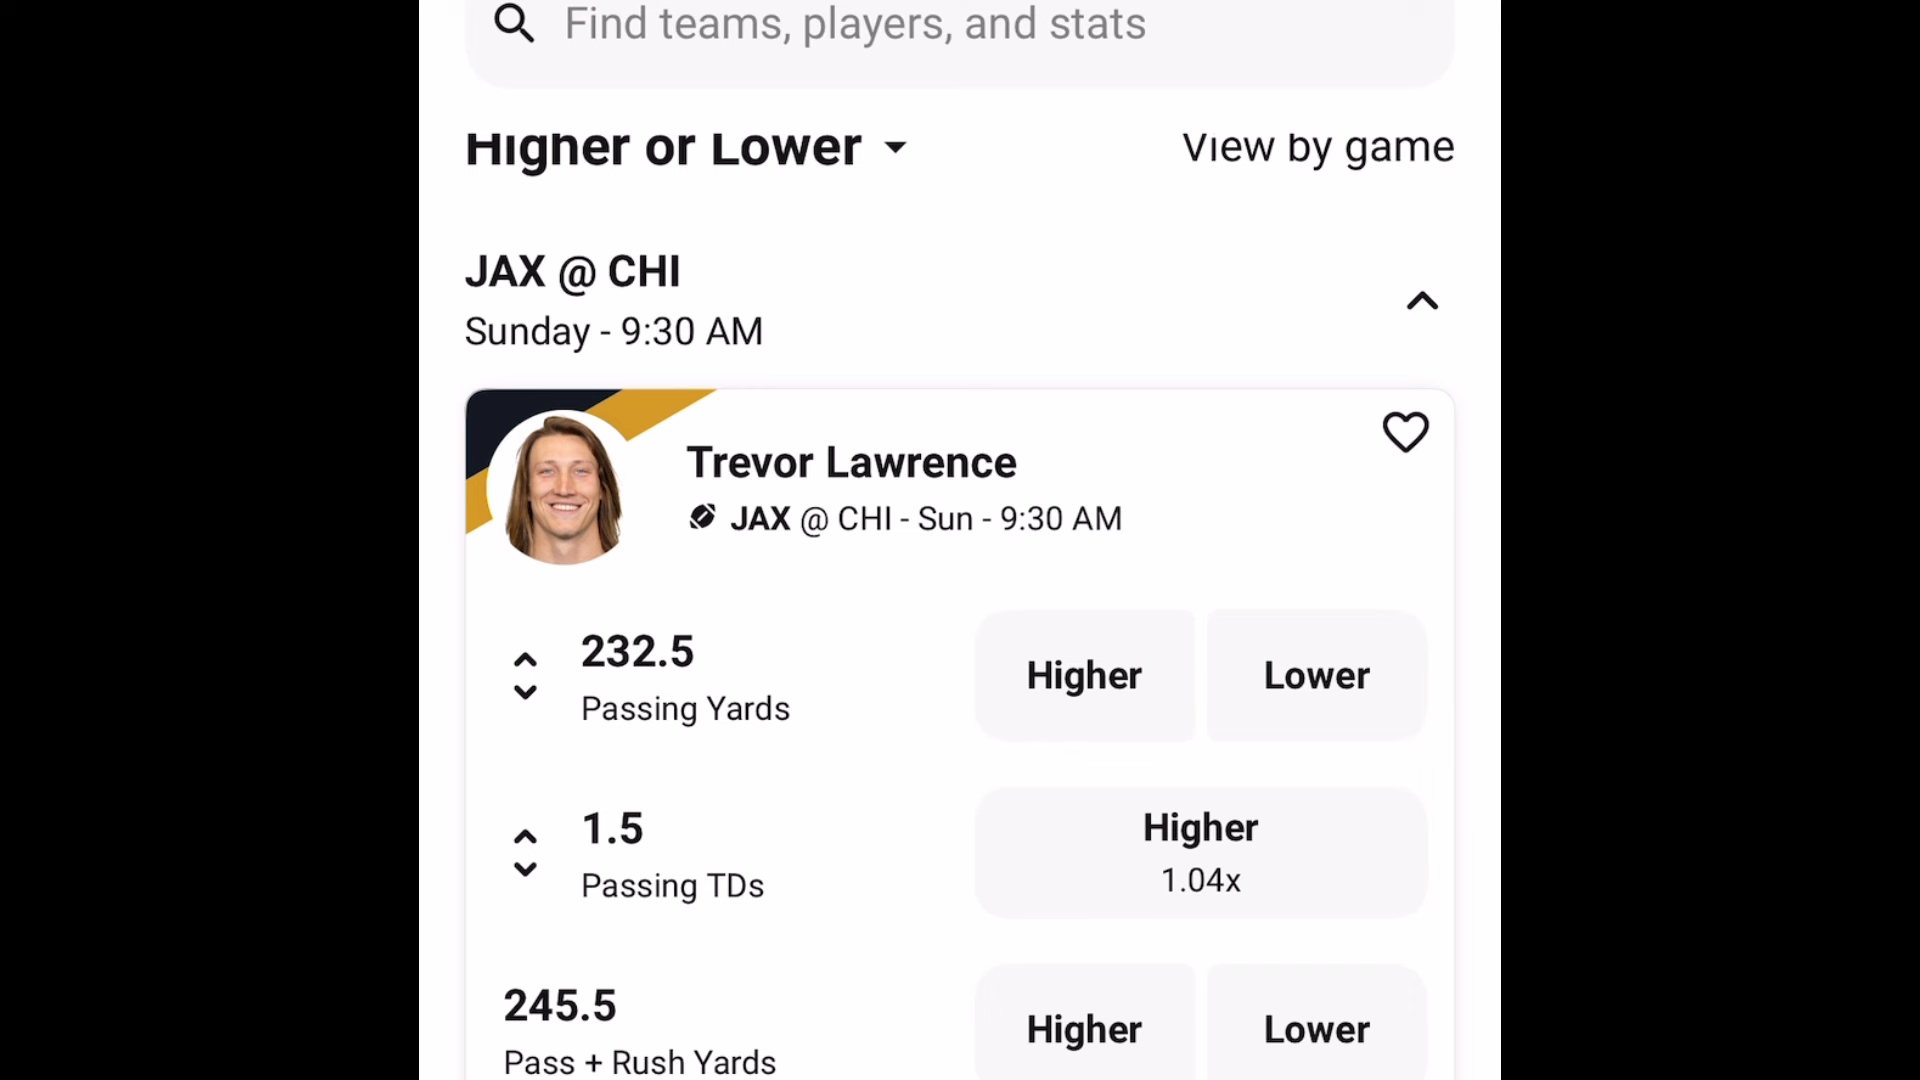 Find teams, players, and stats
Higher or Lower
View by game
JAX @ CHI
Sunday - 9:30 AM
Trevor Lawrence
JAX @ CHI - Sun - 9:30 AM
232.5
Passing Yards
Higher
Lower
1.5
Passing TDs
Higher
1.04x
245.5
Pass + Rush Yards
Higher
Lower